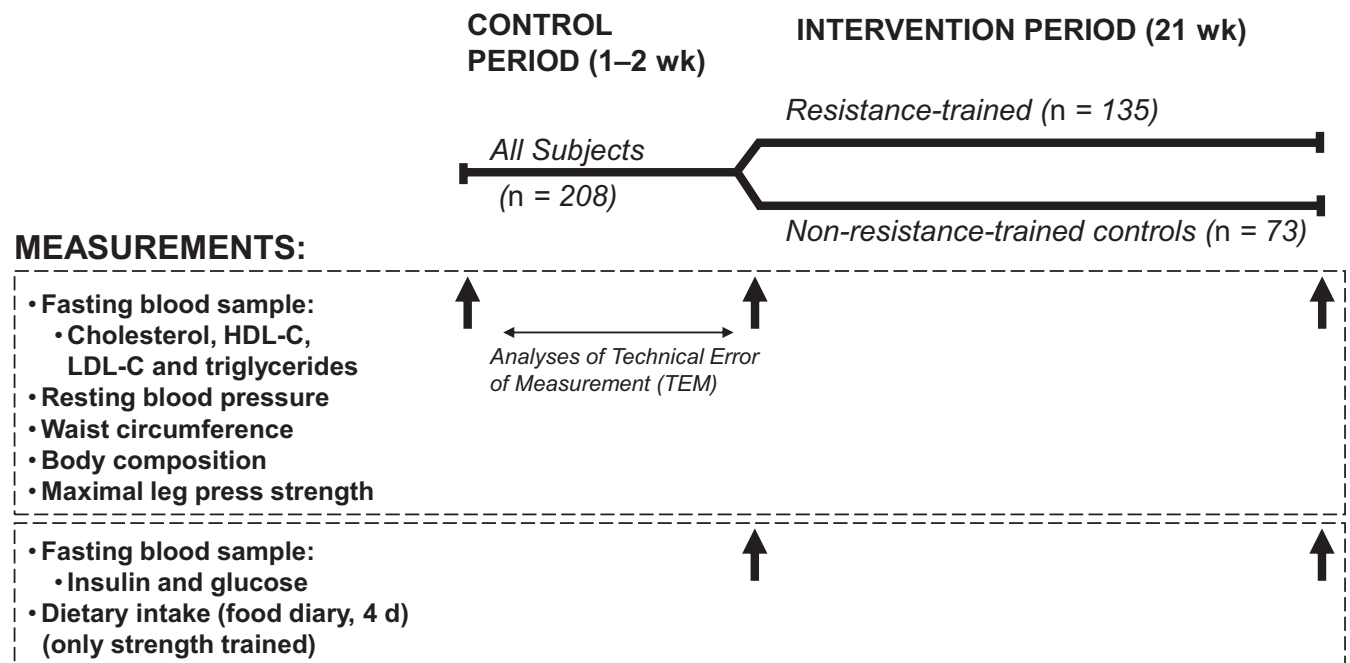 CONTROL
PERIOD (1–2 wk)
INTERVENTION PERIOD (21 wk)
Resistance-trained (n = 135)
All Subjects
(n = 208)
Non-resistance-trained controls (n = 73)
MEASUREMENTS:
• Fasting blood sample:
• Cholesterol, HDL-C,
LDL-C and triglycerides
• Resting blood pressure
• Waist circumference
• Body composition
• Maximal leg press strength
Analyses of Technical Error
of Measurement (TEM)
• Fasting blood sample:
• Insulin and glucose
• Dietary intake (food diary, 4 d)
(only strength trained)